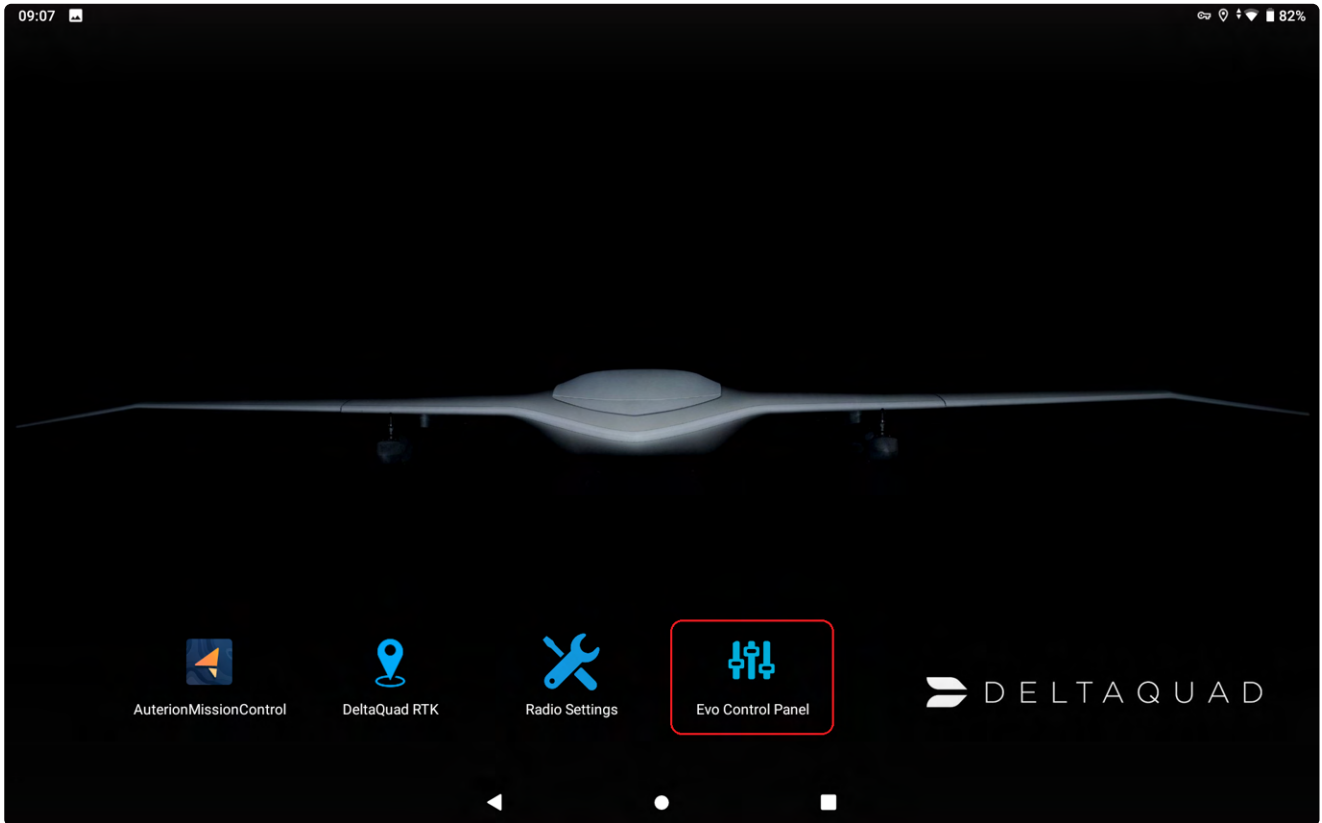 09:07
82%
AuterionMissionControl
DeltaQuad RTK
Radio Settings
Evo Control Panel
DELTAQUAD